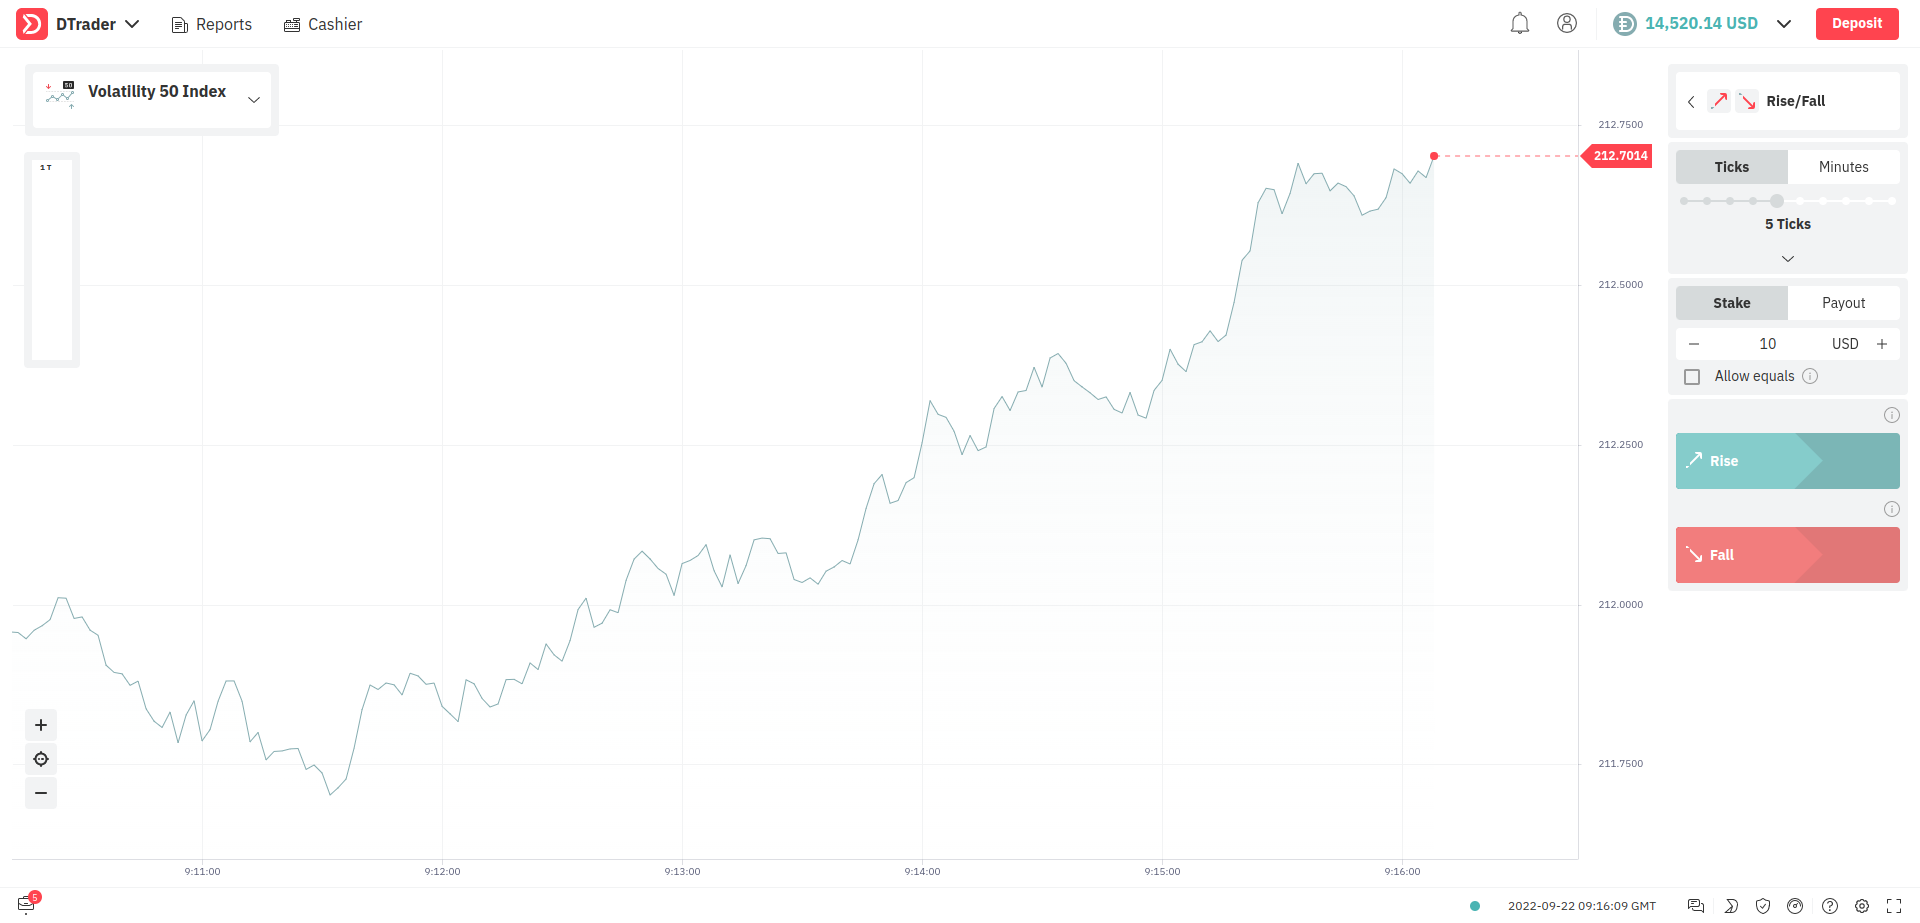 DTrader
Reports
Cashier
14,520.14 USD
Deposit
50
Volatility 50 Index
1T
212.7500
212.7014
212.5000
212.2500
212.0000
211.7500
9:11:00
9:12:00
9:13:00
9:14:00
9:15:00
9:16:00
Rise/Fall
Ticks
Minutes
5 Ticks
Stake
Payout
10
USD
Allow equals
Rise
Fall
5
2022-09-22 09:16:09 GMT